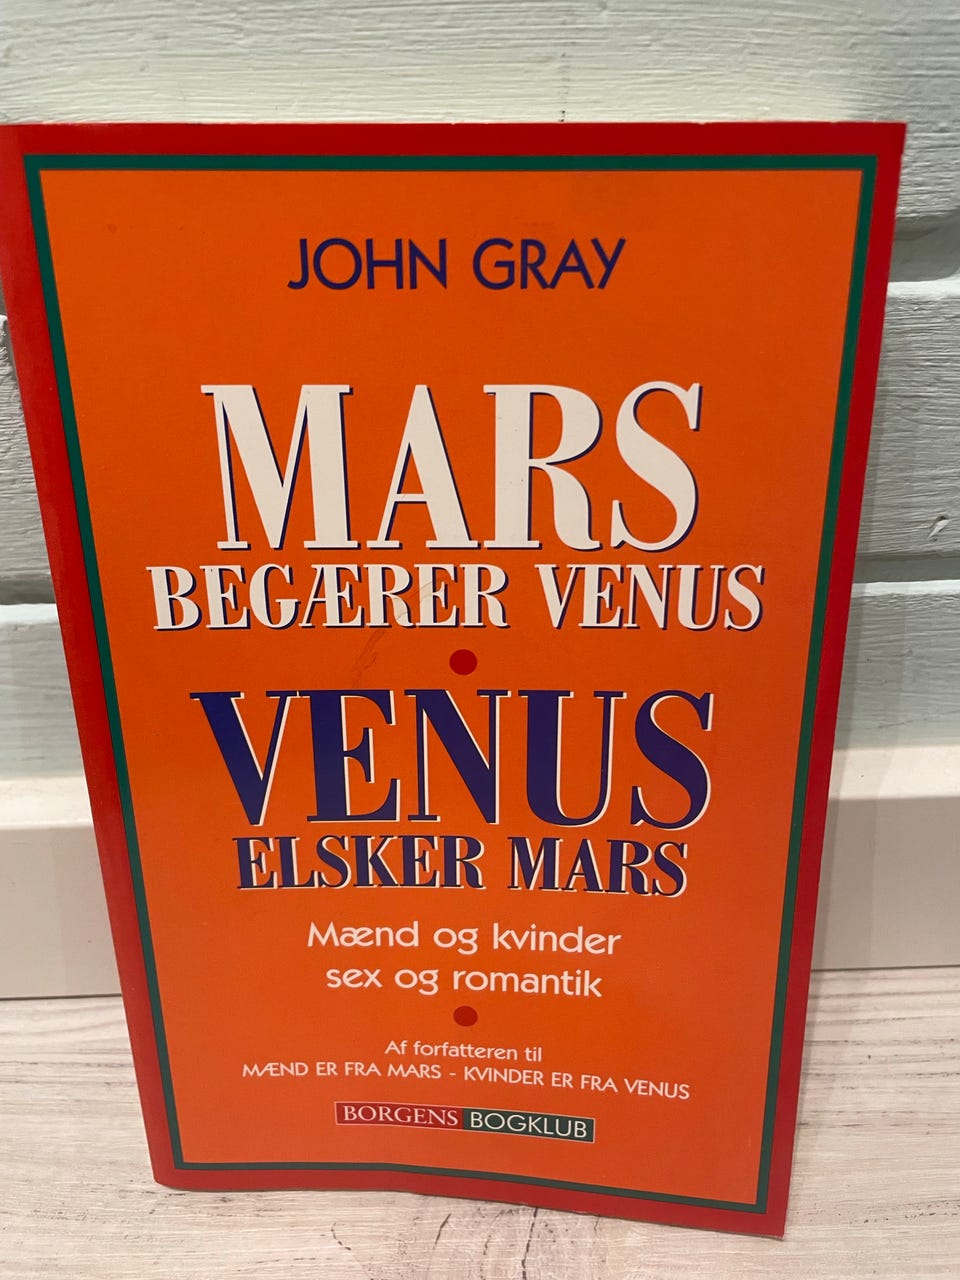 JOHN GRAY
MARS
BEGÆRER VENUS
VENUS
ELSKER MARS
Mænd og kvinder
sex og romantik
Af forfatteren til
MÆND ER FRA MARS - KVINDER ER FRA VENUS
BORGENS BOGKLUB